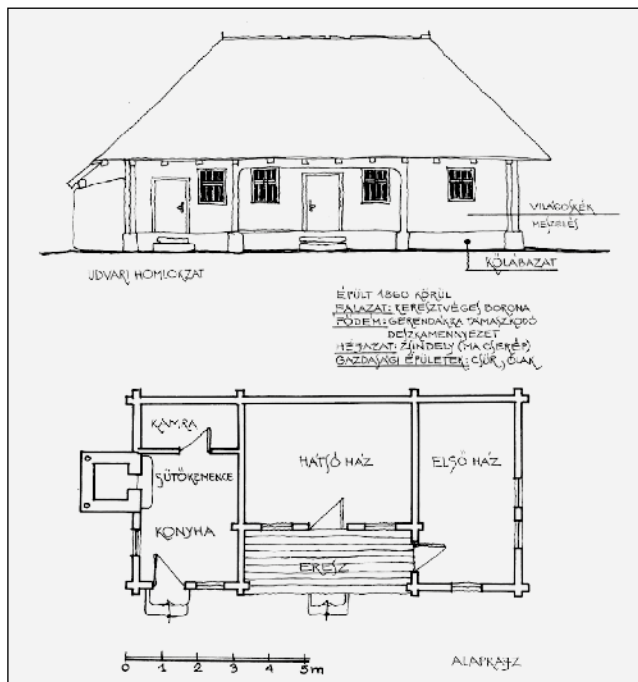 UDVARI HOMLOKZAT
VILÁGOSKÉK
MESZELÉS
KŐLÁBAZAT
ÉPÜLT 1860 KÖRÜL
FALAZAT: KERESZTVÉGES BORONA
FÖDÉM: GERENDÁKRA TÁMASZKODÓ
DESZKAMENNYEZET
HÉJAZAT: ZSINDELY (MA CSERÉP)
GAZDASÁGI ÉPÜLETEK: CSŰR, ÓLAK
KAMRA
SÜTŐKEMENCE
HÁTSÓ HÁZ
ELSŐ HÁZ
KONYHA
ERESZ
0 1 2 3 4 5m
ALAPRAJZ